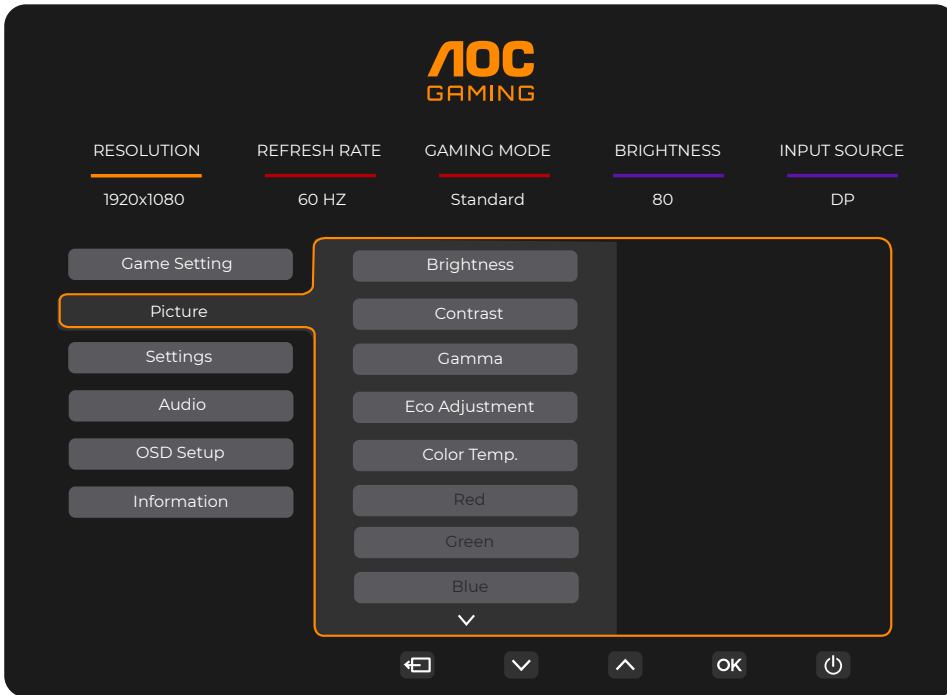 AOC
GAMING
RESOLUTION REFRESH RATE GAMING MODE BRIGHTNESS INPUT SOURCE
1920x1080 60 HZ Standard 80 DP
Game Setting Brightness
Picture Contrast
Settings Gamma
Audio Eco Adjustment
OSD Setup Color Temp.
Information Red
Green
Blue
OK